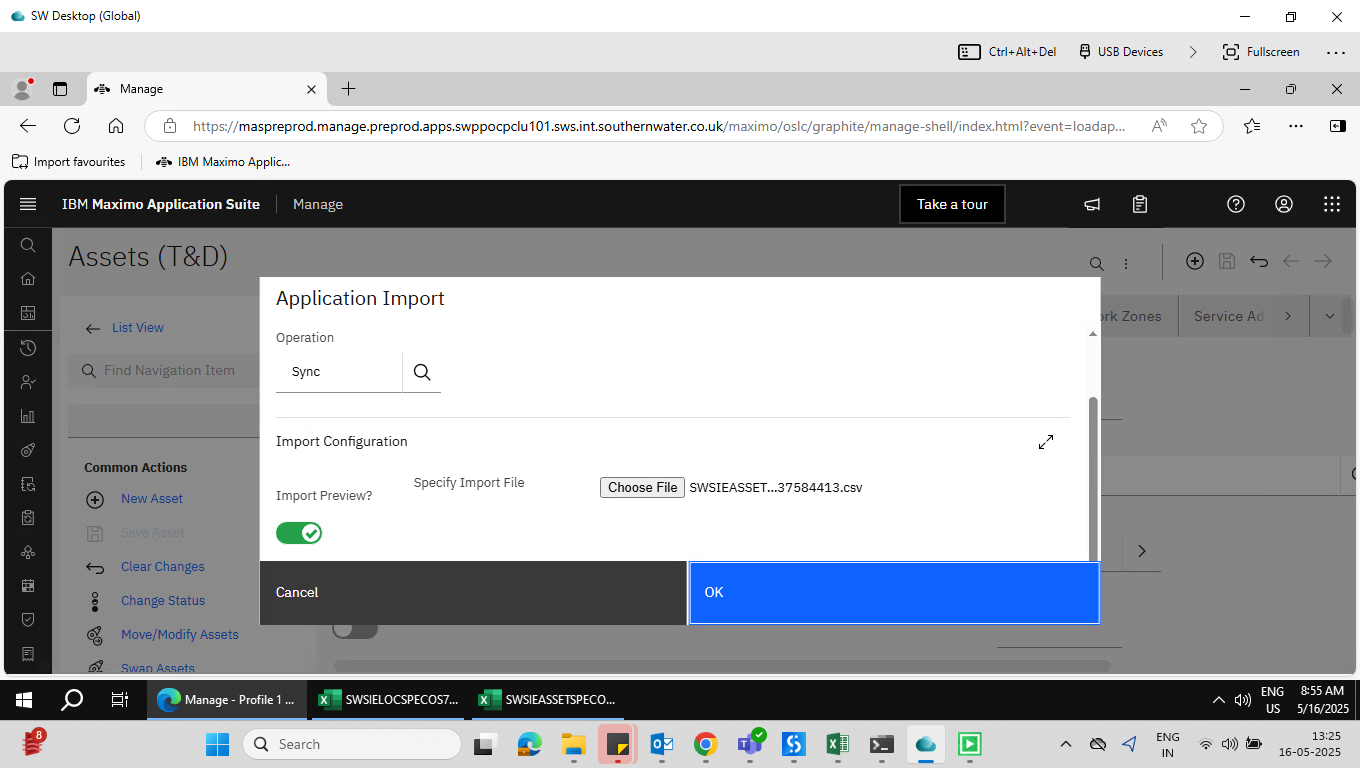 SW Desktop (Global)
Ctrl+Alt+Del
USB Devices
Fullscreen
Manage
https://maspreprod.manage.preprod.apps.swppocpclu101.sws.int.southernwater.co.uk/maximo/oslc/graphite/manage-shell/index.html?event=loadap...
Import favourites
IBM Maximo Applic...
IBM Maximo Application Suite
Manage
Take a tour
Assets (T&D)
Application Import
List View
Operation
ork Zones
Service Ad
Find Navigation Item
Sync
Import Configuration
Common Actions
Specify Import File
Choose File SWSIEASSET...37584413.csv
Import Preview?
New Asset
Save Asset
Clear Changes
Cancel
OK
Change Status
Move/Modify Assets
Swap Assets
Manage - Profile 1 ...
SWSIELOCSPECOS7...
SWSIEASSETSPECO...
ENG
US
8:55 AM
5/16/2025
8
Search
ENG
IN
13:25
16-05-2025